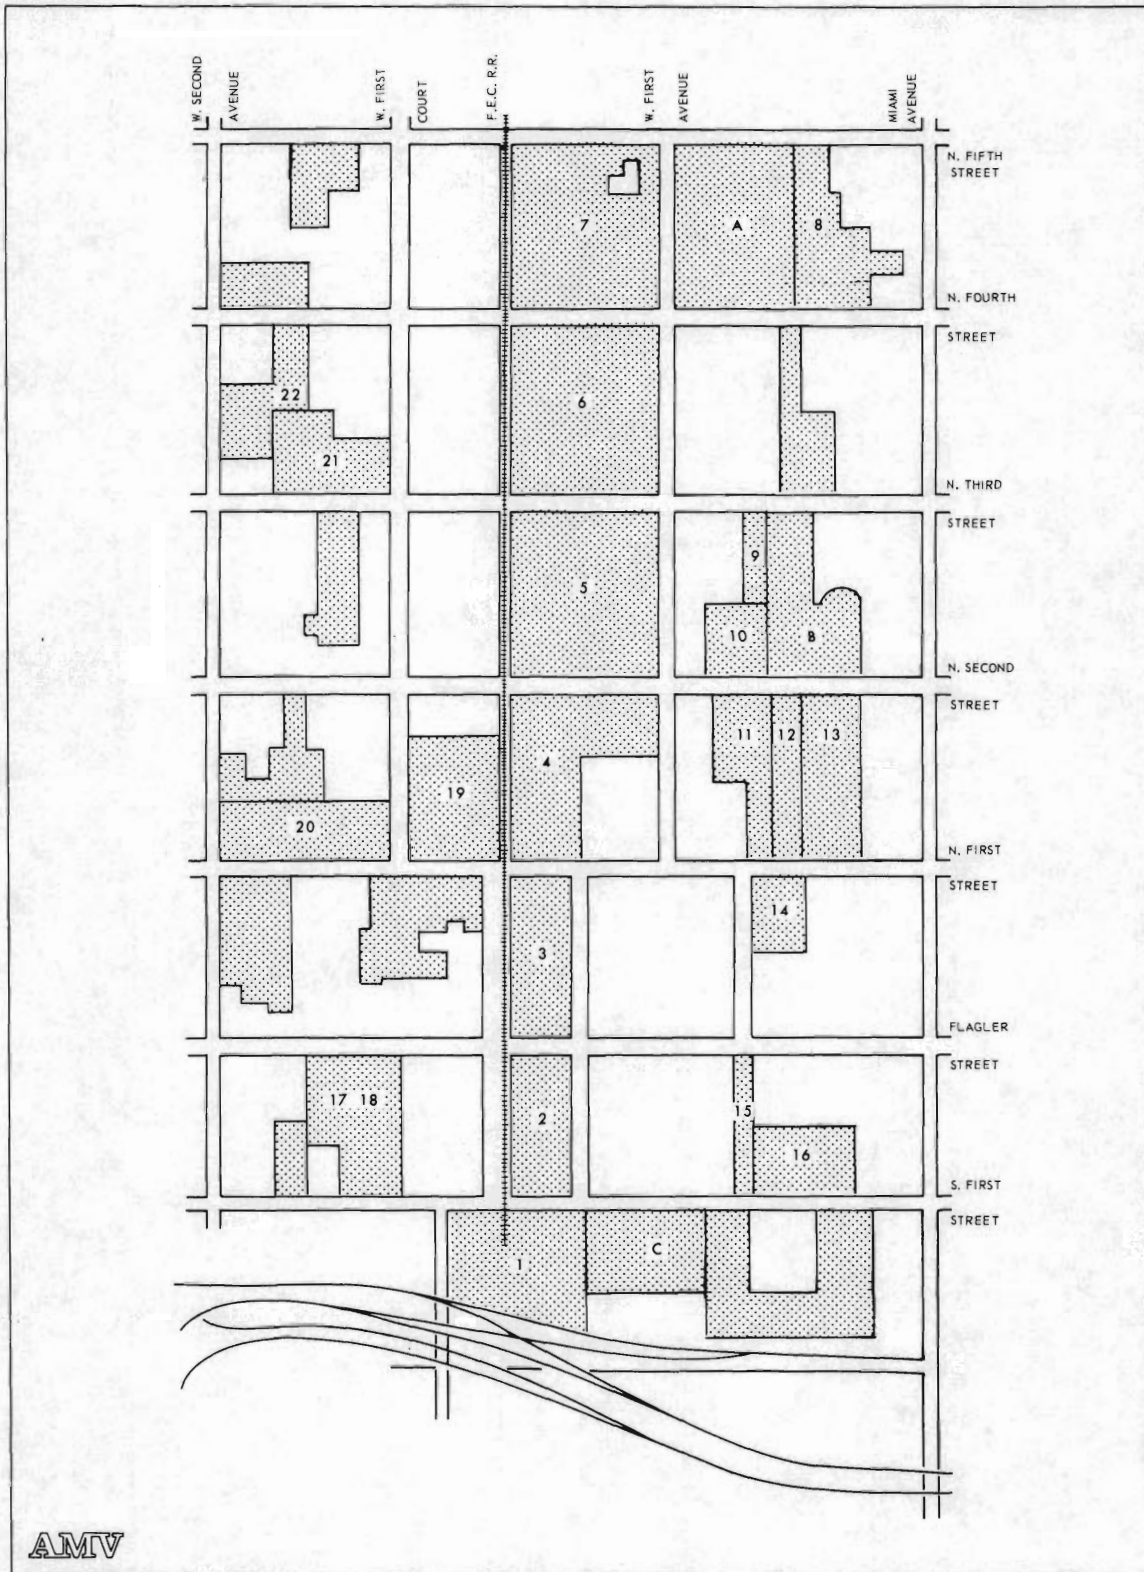 W. SECOND
AVENUE
W. FIRST
COURT
F.E.C. R.R.
W. FIRST
AVENUE
MIAMI
AVENUE
N. FIFTH
STREET
7
A
8
N. FOURTH
STREET
22
6
21
N. THIRD
STREET
9
5
10
B
N. SECOND
STREET
11
12
13
4
19
20
N. FIRST
STREET
14
3
FLAGLER
STREET
17 18
2
15
16
S. FIRST
STREET
C
1
AMV